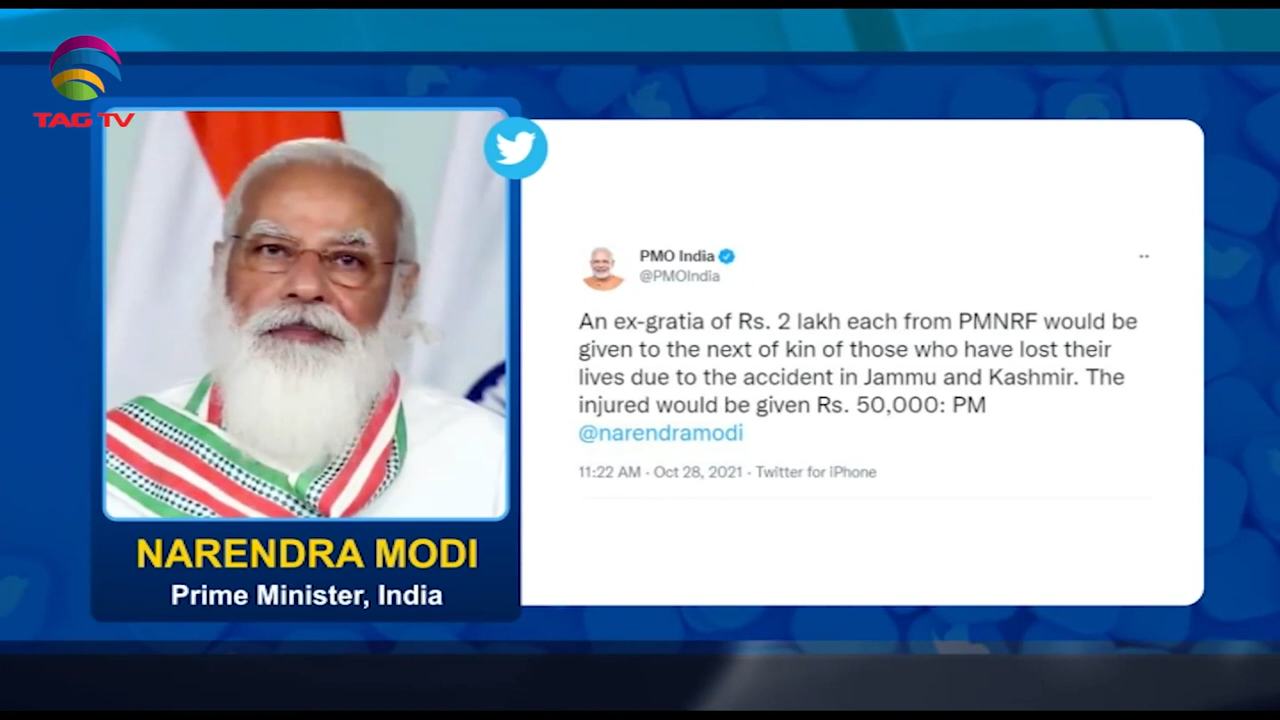 TAG TV
PMO India
@PMOIndia
An ex-gratia of Rs. 2 lakh each from PMNRF would be
given to the next of kin of those who have lost their
lives due to the accident in Jammu and Kashmir. The
injured would be given Rs. 50,000: PM
@narendramodi
11:22 AM · Oct 28, 2021 · Twitter for iPhone
NARENDRA MODI
Prime Minister, India